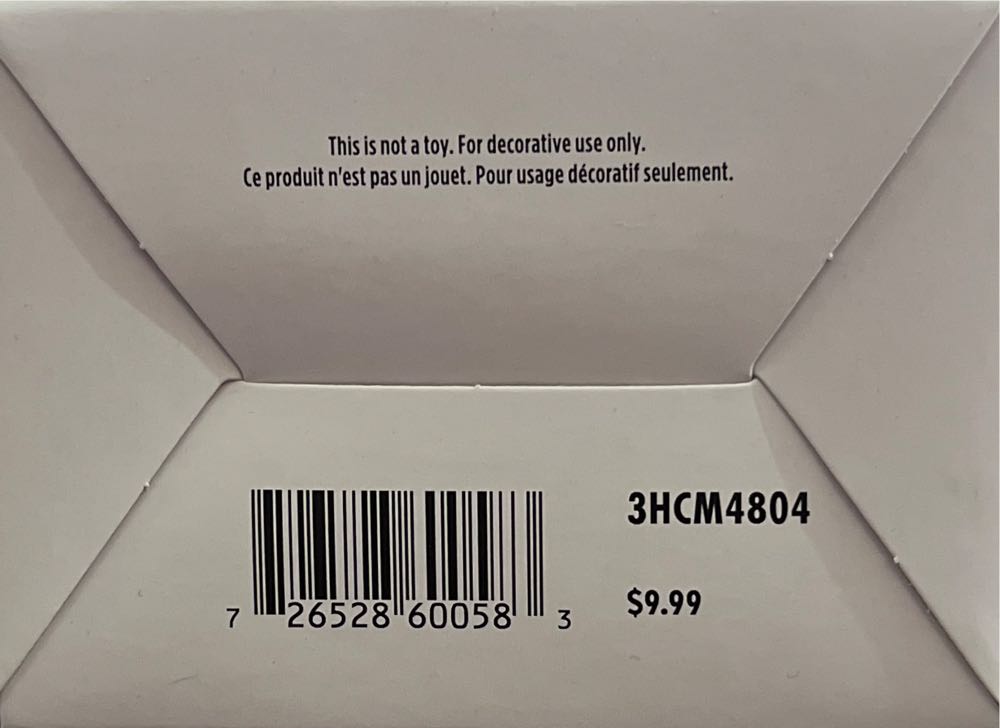 This is not a toy. For decorative use only.
Ce produit n'est pas un jouet. Pour usage décoratif seulement.
3HCM4804
$9.99
7 26528 60058 3